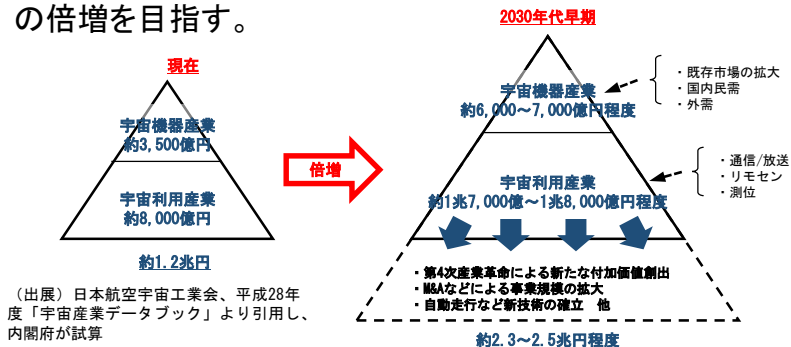 の倍増を目指す。
現在
宇宙機器産業
約3,500億円
宇宙利用産業
約8,000億円
約1.2兆円
（出展）日本航空宇宙工業会、平成28年
度「宇宙産業データブック」より引用し、
内閣府が試算
倍増
2030年代早期
宇宙機器産業
約6,000～7,000億円程度
・既存市場の拡大
・国内民需
・外需
宇宙利用産業
約1兆7,000億～1兆8,000億円程度
・通信/放送
・リモセン
・測位
・第4次産業革命による新たな付加価値創出
・M&Aなどによる事業規模の拡大
・自動走行など新技術の確立　他
約2.3～2.5兆円程度